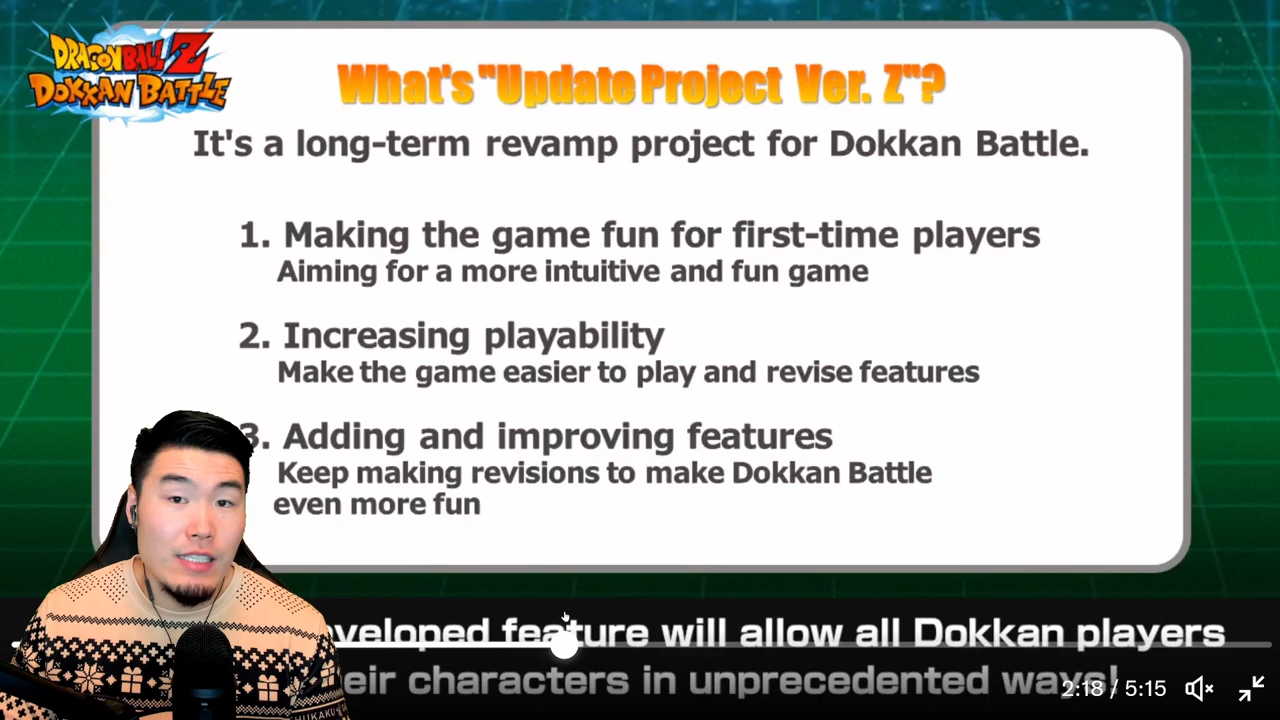 DRAGON BALL Z
DOKKAN BATTLE
What's "Update Project Ver. Z"?
It's a long-term revamp project for Dokkan Battle.
1. Making the game fun for first-time players
Aiming for a more intuitive and fun game
2. Increasing playability
Make the game easier to play and revise features
3. Adding and improving features
Keep making revisions to make Dokkan Battle
even more fun
feature will allow all Dokkan players
characters in unprecedented ways!
2:18 / 5:15